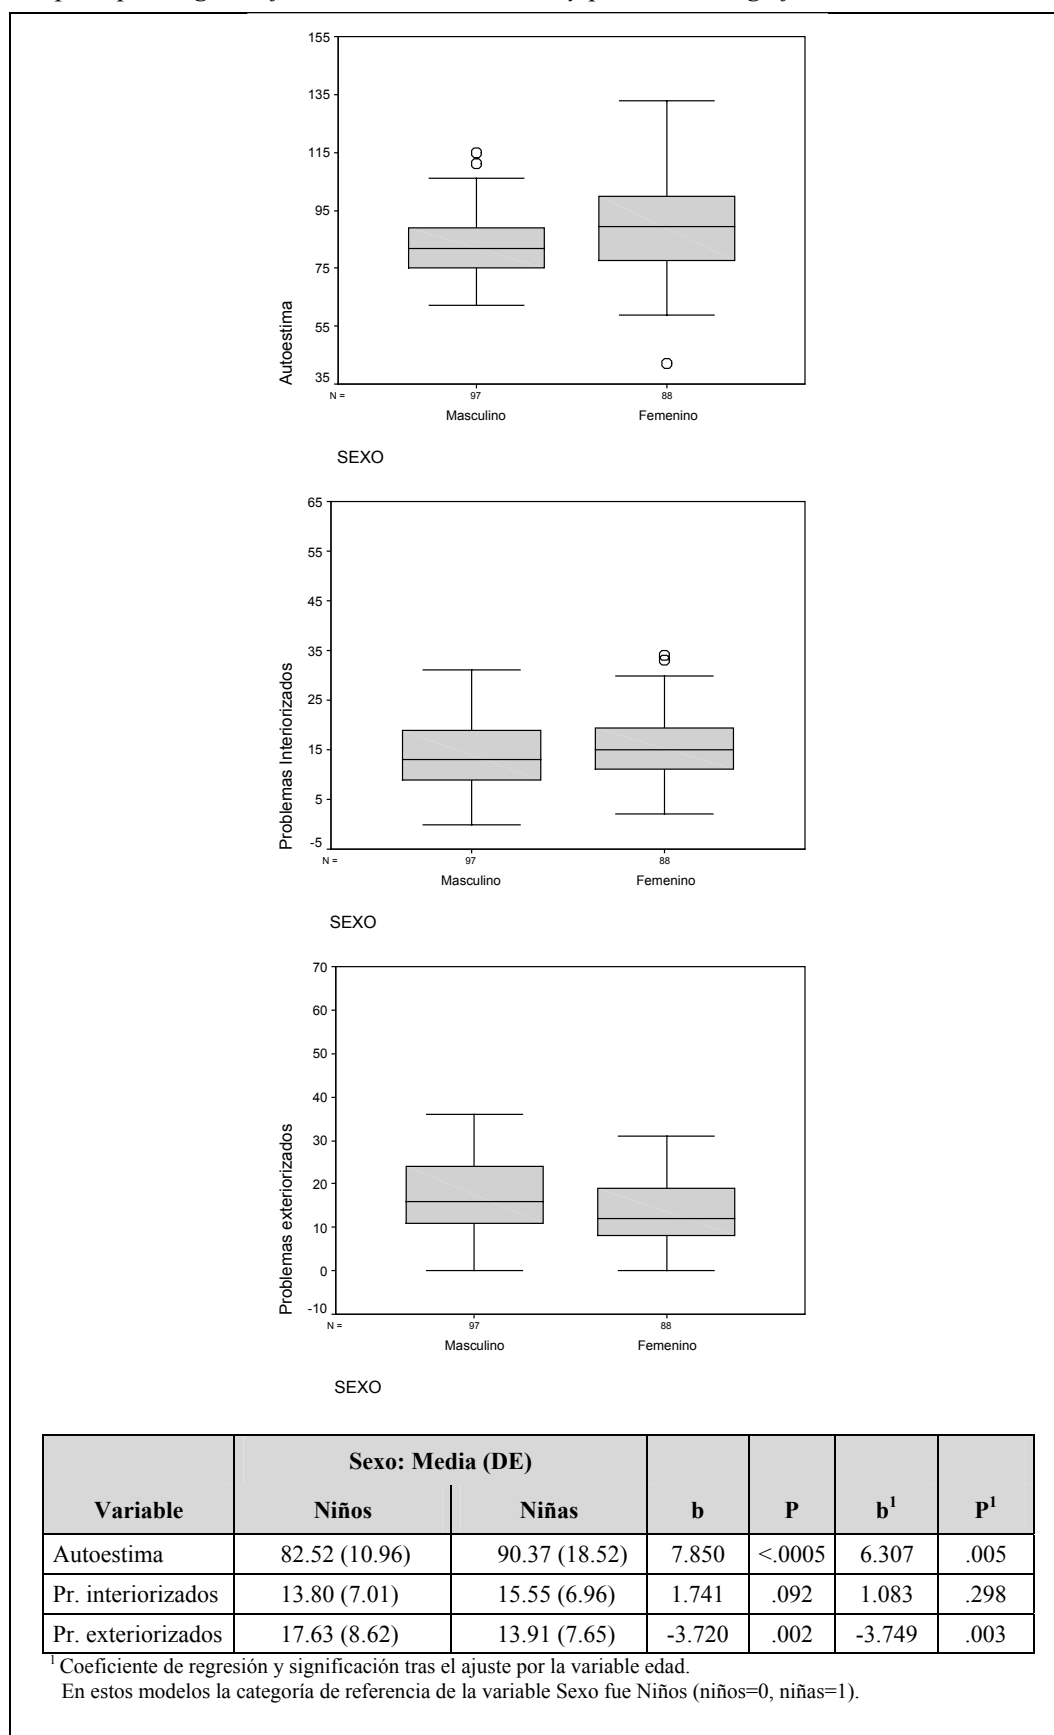 155
135
115
95
75
55
35
Autoestima
N = 97 88
Masculino Femenino
SEXO
65
55
45
35
25
15
5
-5
Problemas Interiorizados
N = 97 88
Masculino Femenino
SEXO
70
60
50
40
30
20
10
0
-10
Problemas exteriorizados
N = 97 88
Masculino Femenino
SEXO
Sexo: Media (DE)
Variable Niños Niñas b P b¹ P¹
Autoestima 82.52 (10.96) 90.37 (18.52) 7.850 <.0005 6.307 .005
Pr. interiorizados 13.80 (7.01) 15.55 (6.96) 1.741 .092 1.083 .298
Pr. exteriorizados 17.63 (8.62) 13.91 (7.65) -3.720 .002 -3.749 .003
¹ Coeficiente de regresión y significación tras el ajuste por la variable edad.
En estos modelos la categoría de referencia de la variable Sexo fue Niños (niños=0, niñas=1).